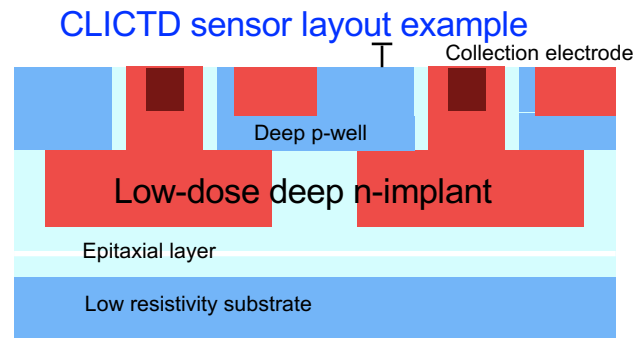 CLICTD sensor layout example
Collection electrode
Deep p-well
Low-dose deep n-implant
Epitaxial layer
Low resistivity substrate